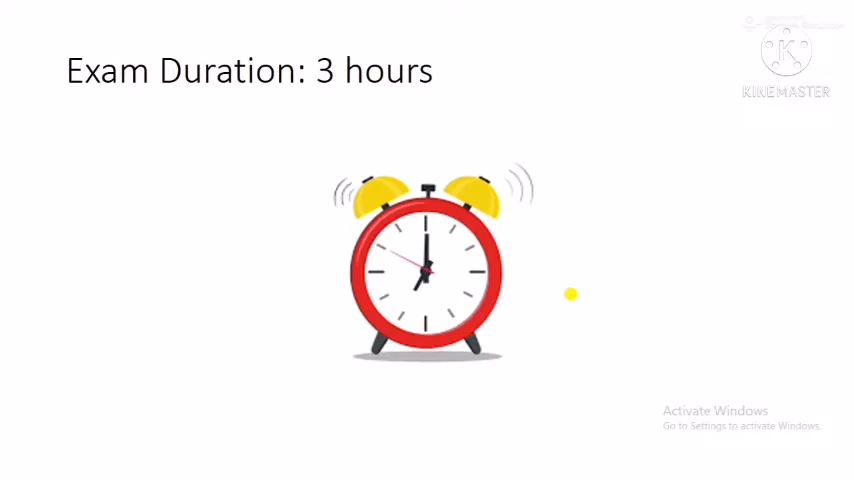 Exam Duration: 3 hours
KINEMASTER
Activate Windows
Go to Settings to activate Windows.